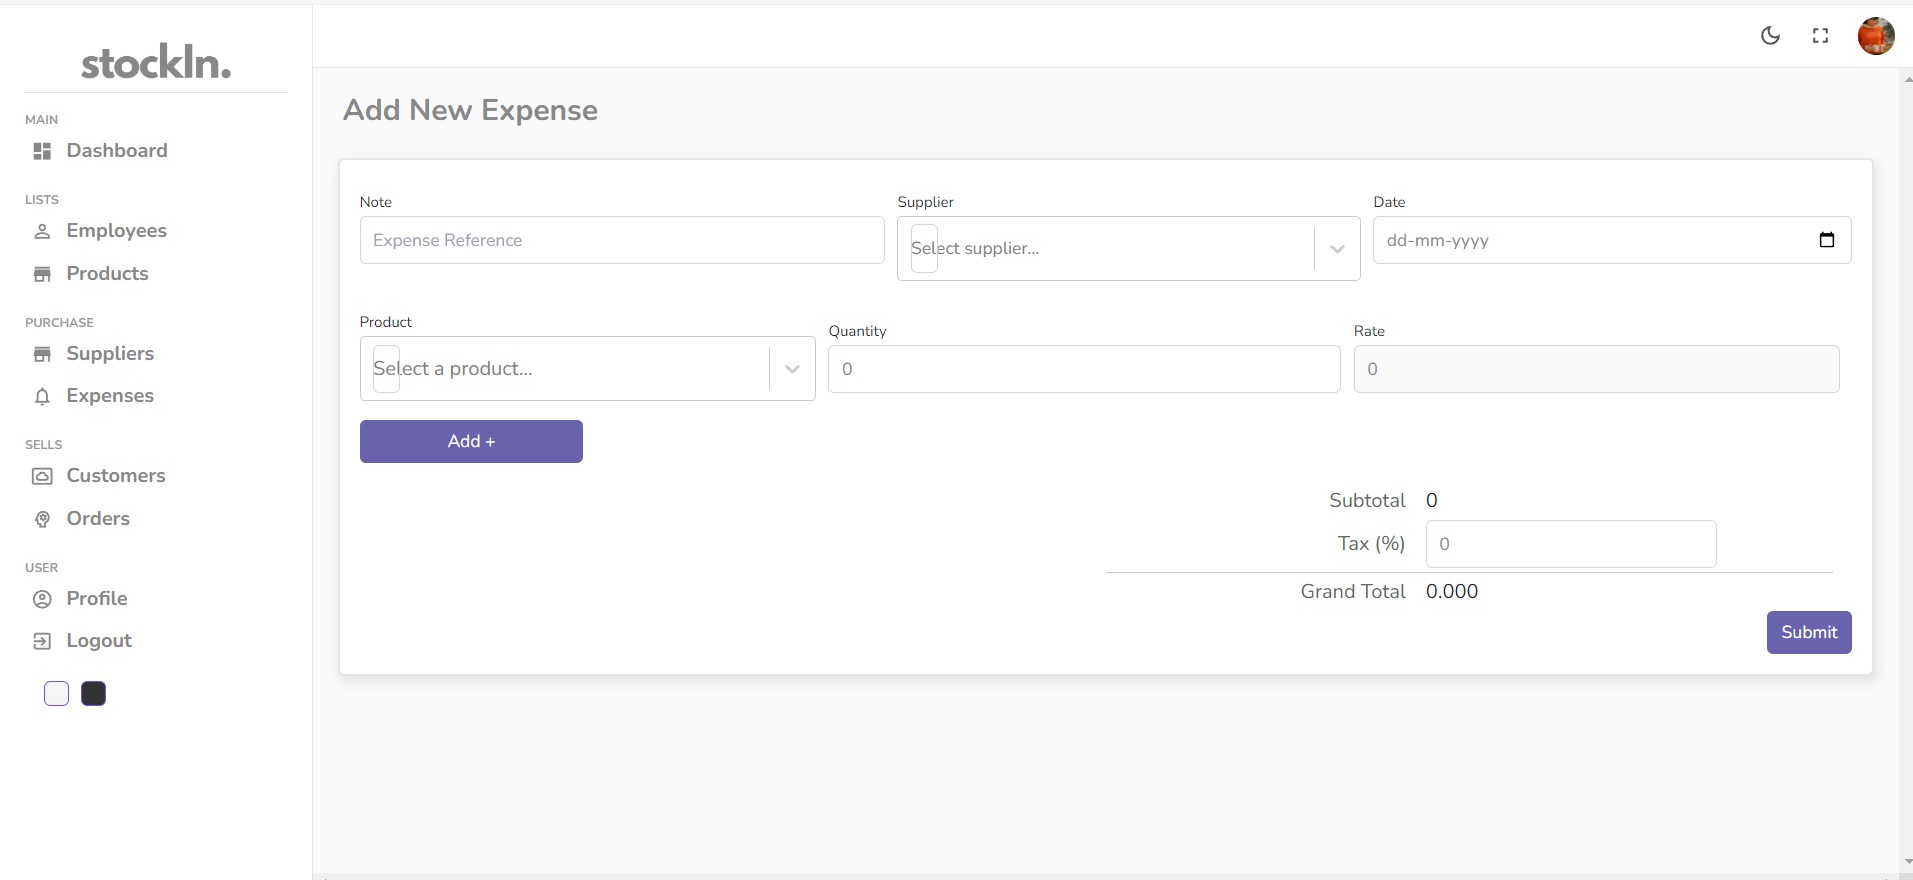 stockIn.
MAIN
Dashboard
LISTS
Employees
Products
PURCHASE
Suppliers
Expenses
SELLS
Customers
Orders
USER
Profile
Logout
Add New Expense
Note
Expense Reference
Supplier
Select supplier...
Date
dd-mm-yyyy
Product
Select a product...
Quantity
0
Rate
0
Add +
Subtotal 0
Tax (%) 0
Grand Total 0.000
Submit